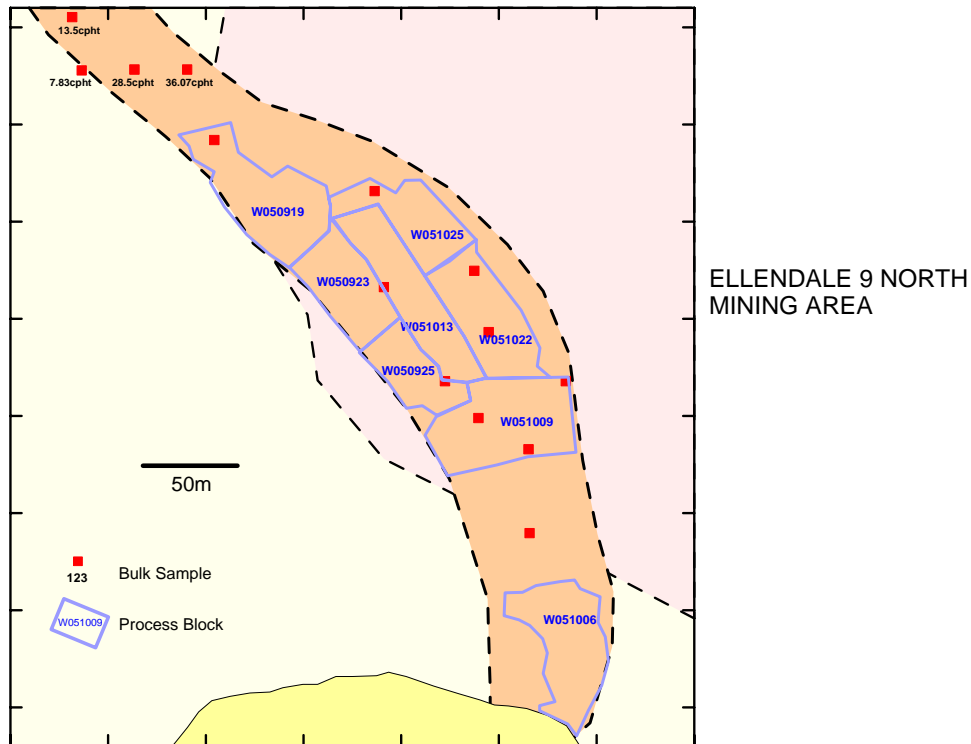 13.5cpht
7.83cpht 28.5cpht 36.07cpht
W050919
W051025
ELLENDALE 9 NORTH
MINING AREA
W050923
W051013
W051022
W050925
W051009
50m
123 Bulk Sample
W051009 Process Block
W051006